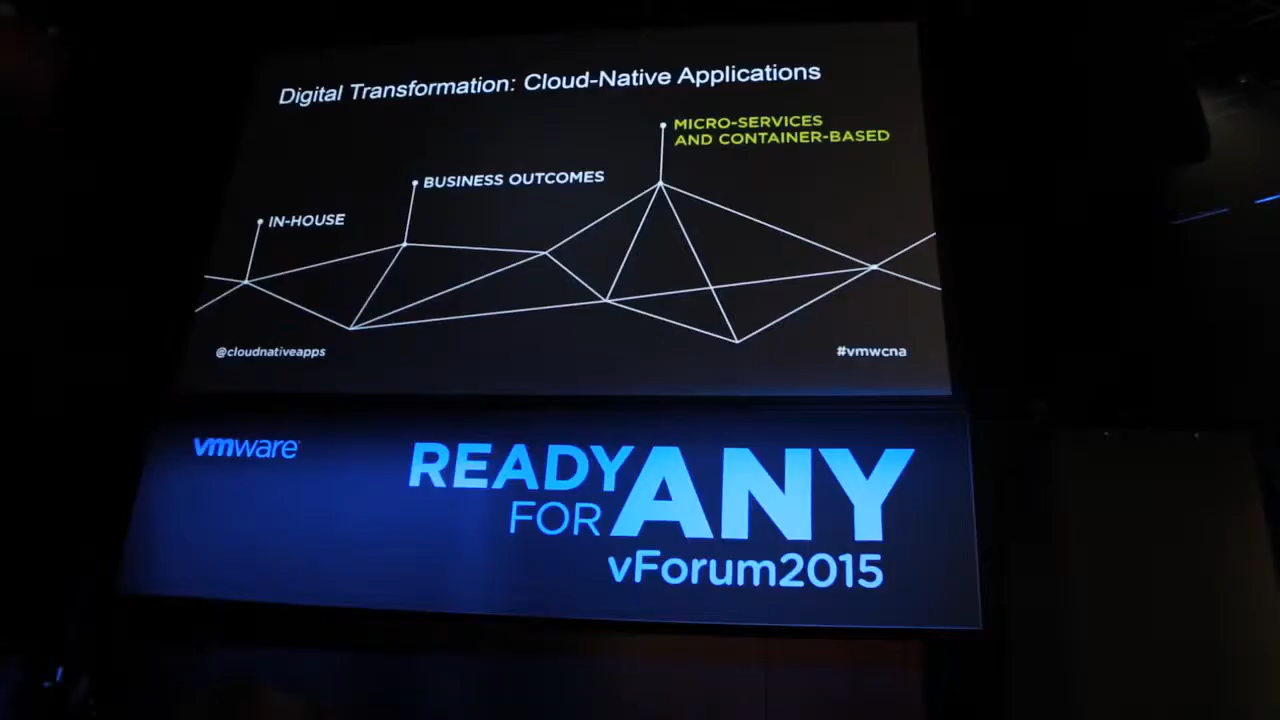 Digital Transformation: Cloud-Native Applications
MICRO-SERVICES
AND CONTAINER-BASED
BUSINESS OUTCOMES
IN-HOUSE
@cloudnativeapps
#vmwcna
vmware
READY
FOR
ANY
vForum2015